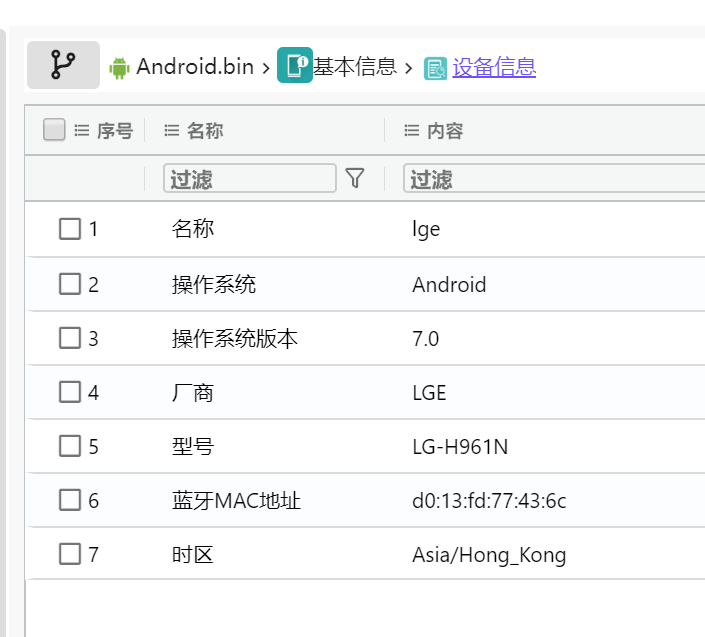 Android.bin > 基本信息 > 设备信息
序号 名称 内容
过滤 过滤
1 名称 lge
2 操作系统 Android
3 操作系统版本 7.0
4 厂商 LGE
5 型号 LG-H961N
6 蓝牙MAC地址 d0:13:fd:77:43:6c
7 时区 Asia/Hong_Kong